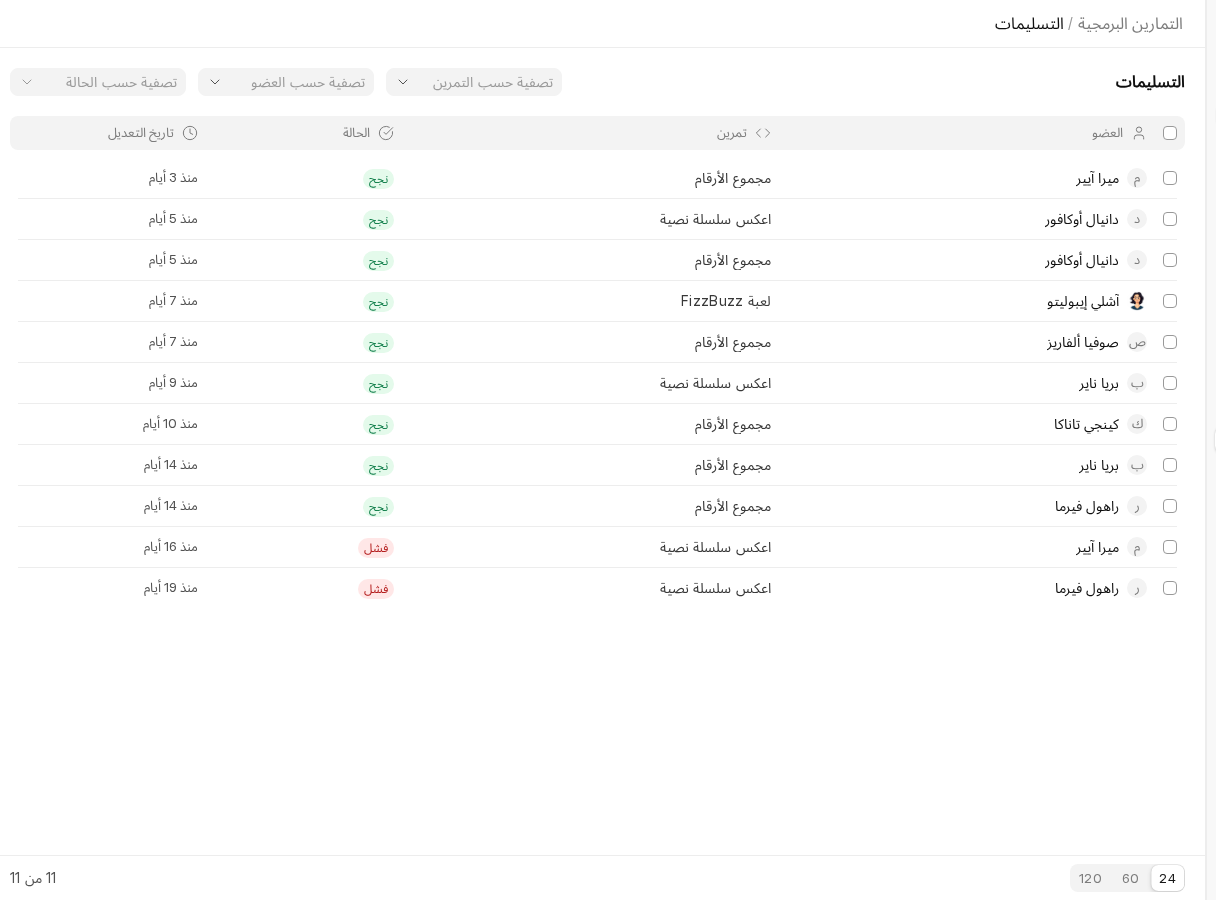 التمارين البرمجية / التسليمات
التسليمات تصفية حسب التمرين تصفية حسب العضو تصفية حسب الحالة
العضو تمرين الحالة تاريخ التعديل
م ميرا آيير مجموع الأرقام نجح منذ 3 أيام
د دانيال أوكافور اعكس سلسلة نصية نجح منذ 5 أيام
د دانيال أوكافور مجموع الأرقام نجح منذ 5 أيام
آشلي إيبوليتو لعبة FizzBuzz نجح منذ 7 أيام
ص صوفيا ألفاريز مجموع الأرقام نجح منذ 7 أيام
ب بريا ناير اعكس سلسلة نصية نجح منذ 9 أيام
ك كينجي تاناكا مجموع الأرقام نجح منذ 10 أيام
ب بريا ناير مجموع الأرقام نجح منذ 14 أيام
ر راهول فيرما مجموع الأرقام نجح منذ 14 أيام
م ميرا آيير اعكس سلسلة نصية فشل منذ 16 أيام
ر راهول فيرما اعكس سلسلة نصية فشل منذ 19 أيام
24 60 120 11 من 11